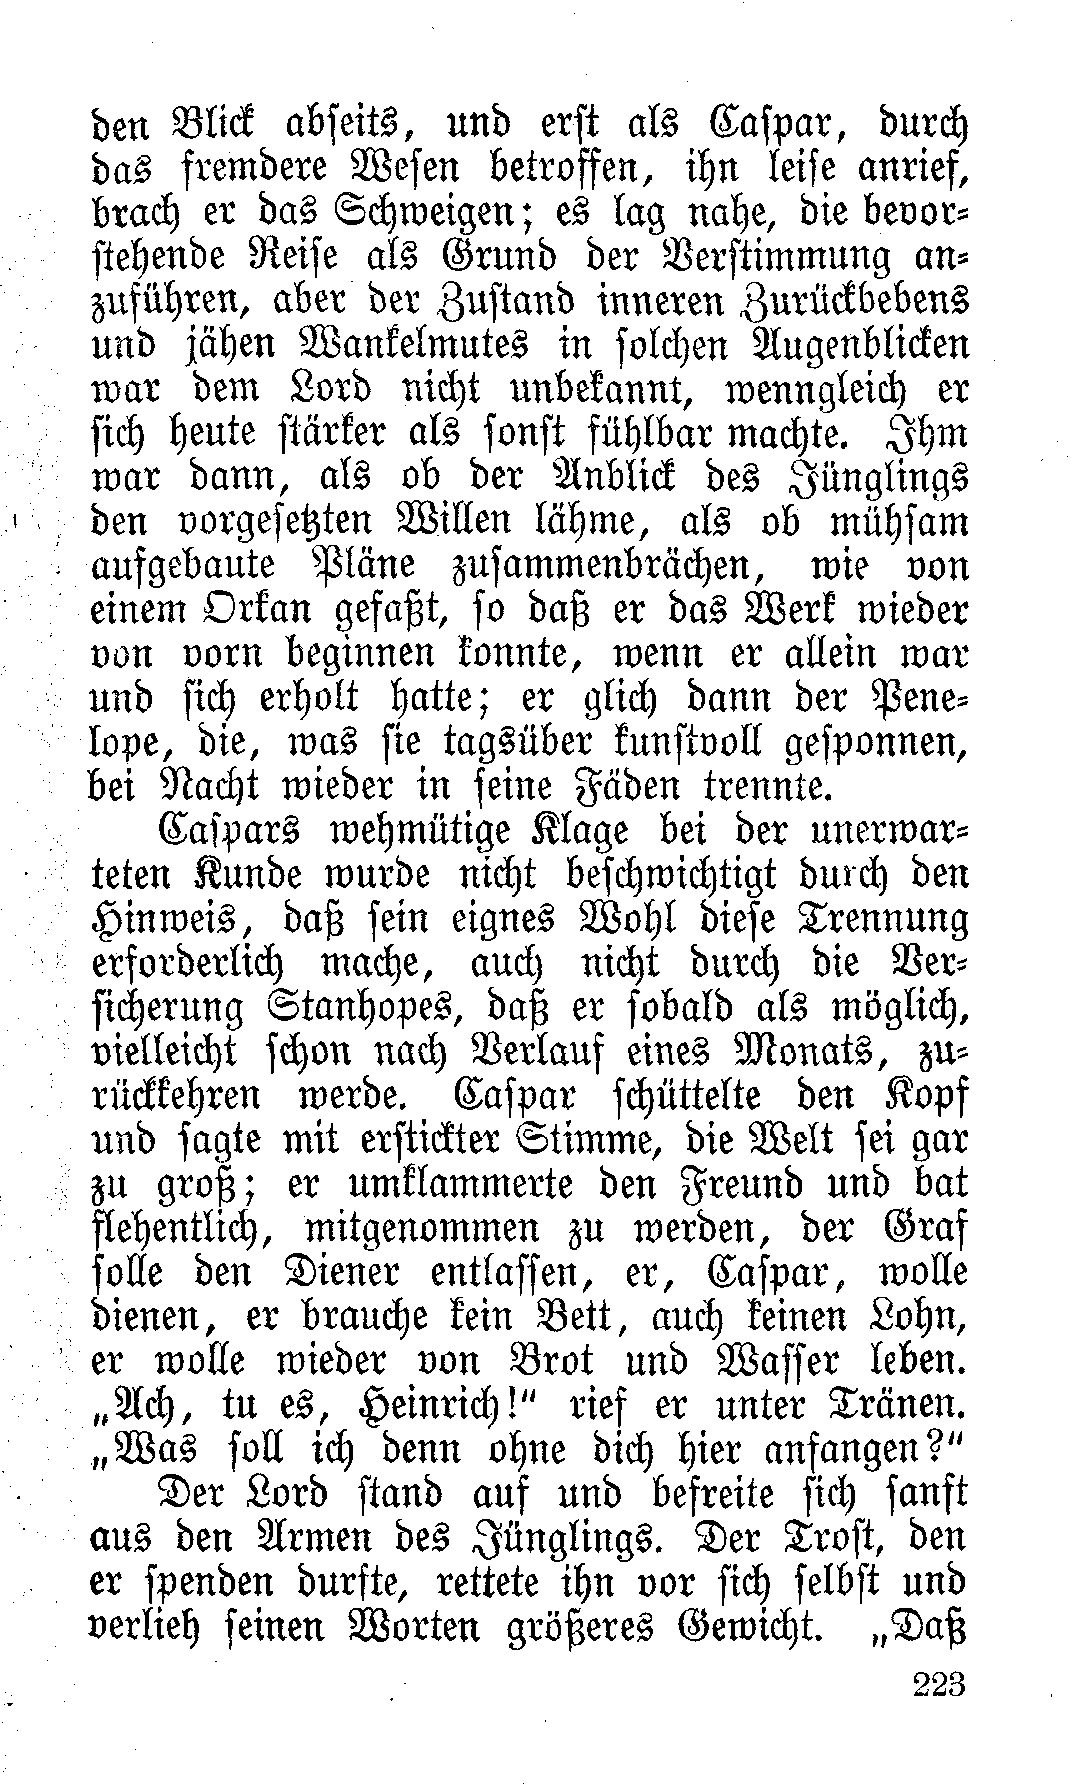 den Blick abseits, und erst als Caspar, durch
das fremdere Wesen betroffen, ihn leise anrief,
brach er das Schweigen; es lag nahe, die bevor-
stehende Reise als Grund der Verstimmung an-
zuführen, aber der Zustand inneren Zurückbebens
und jähen Wankelmutes in solchen Augenblicken
war dem Lord nicht unbekannt, wenngleich er
sich heute stärker als sonst fühlbar machte. Ihm
war dann, als ob der Anblick des Jünglings
den vorgesetzten Willen lähme, als ob mühsam
aufgebaute Pläne zusammenbrächen, wie von
einem Orkan gefaßt, so daß er das Werk wieder
von vorn beginnen konnte, wenn er allein war
und sich erholt hatte; er glich dann der Pene-
lope, die, was sie tagsüber kunstvoll gesponnen,
bei Nacht wieder in seine Fäden trennte.
Caspars wehmütige Klage bei der unerwar-
teten Kunde wurde nicht beschwichtigt durch den
Hinweis, daß sein eignes Wohl diese Trennung
erforderlich mache, auch nicht durch die Ver-
sicherung Stanhopes, daß er sobald als möglich,
vielleicht schon nach Verlauf eines Monats, zu-
rückkehren werde. Caspar schüttelte den Kopf
und sagte mit erstickter Stimme, die Welt sei gar
zu groß; er umklammerte den Freund und bat
flehentlich, mitgenommen zu werden, der Graf
solle den Diener entlassen, er, Caspar, wolle
dienen, er brauche kein Bett, auch keinen Lohn,
er wolle wieder von Brot und Wasser leben.
„Ach, tu es, Heinrich!“ rief er unter Tränen.
„Was soll ich denn ohne dich hier anfangen?“
Der Lord stand auf und befreite sich sanft
aus den Armen des Jünglings. Der Trost, den
er spenden durfte, rettete ihn vor sich selbst und
verlieh seinen Worten größeres Gewicht. „Daß
223